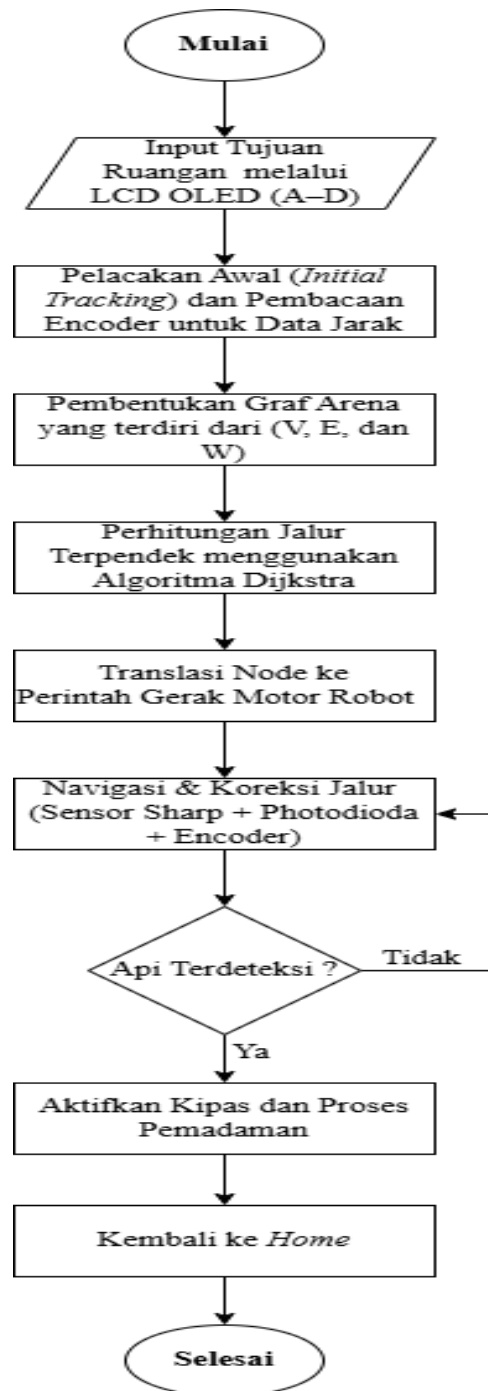 Mulai
Input Tujuan
Ruangan melalui
LCD OLED (A–D)
Pelacakan Awal (Initial
Tracking) dan Pembacaan
Encoder untuk Data Jarak
Pembentukan Graf Arena
yang terdiri dari (V, E, dan
W)
Perhitungan Jalur
Terpendek menggunakan
Algoritma Dijkstra
Translasi Node ke
Perintah Gerak Motor Robot
Navigasi & Koreksi Jalur
(Sensor Sharp + Photodioda
+ Encoder)
Api Terdeteksi ?
Tidak
Ya
Aktifkan Kipas dan Proses
Pemadaman
Kembali ke Home
Selesai